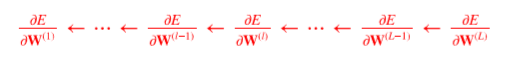 ∂E/∂W⁽¹⁾ ← ⋯ ← ∂E/∂W⁽ˡ⁻¹⁾ ← ∂E/∂W⁽ˡ⁾ ← ⋯ ← ∂E/∂W⁽ᴸ⁻¹⁾ ← ∂E/∂W⁽ᴸ⁾